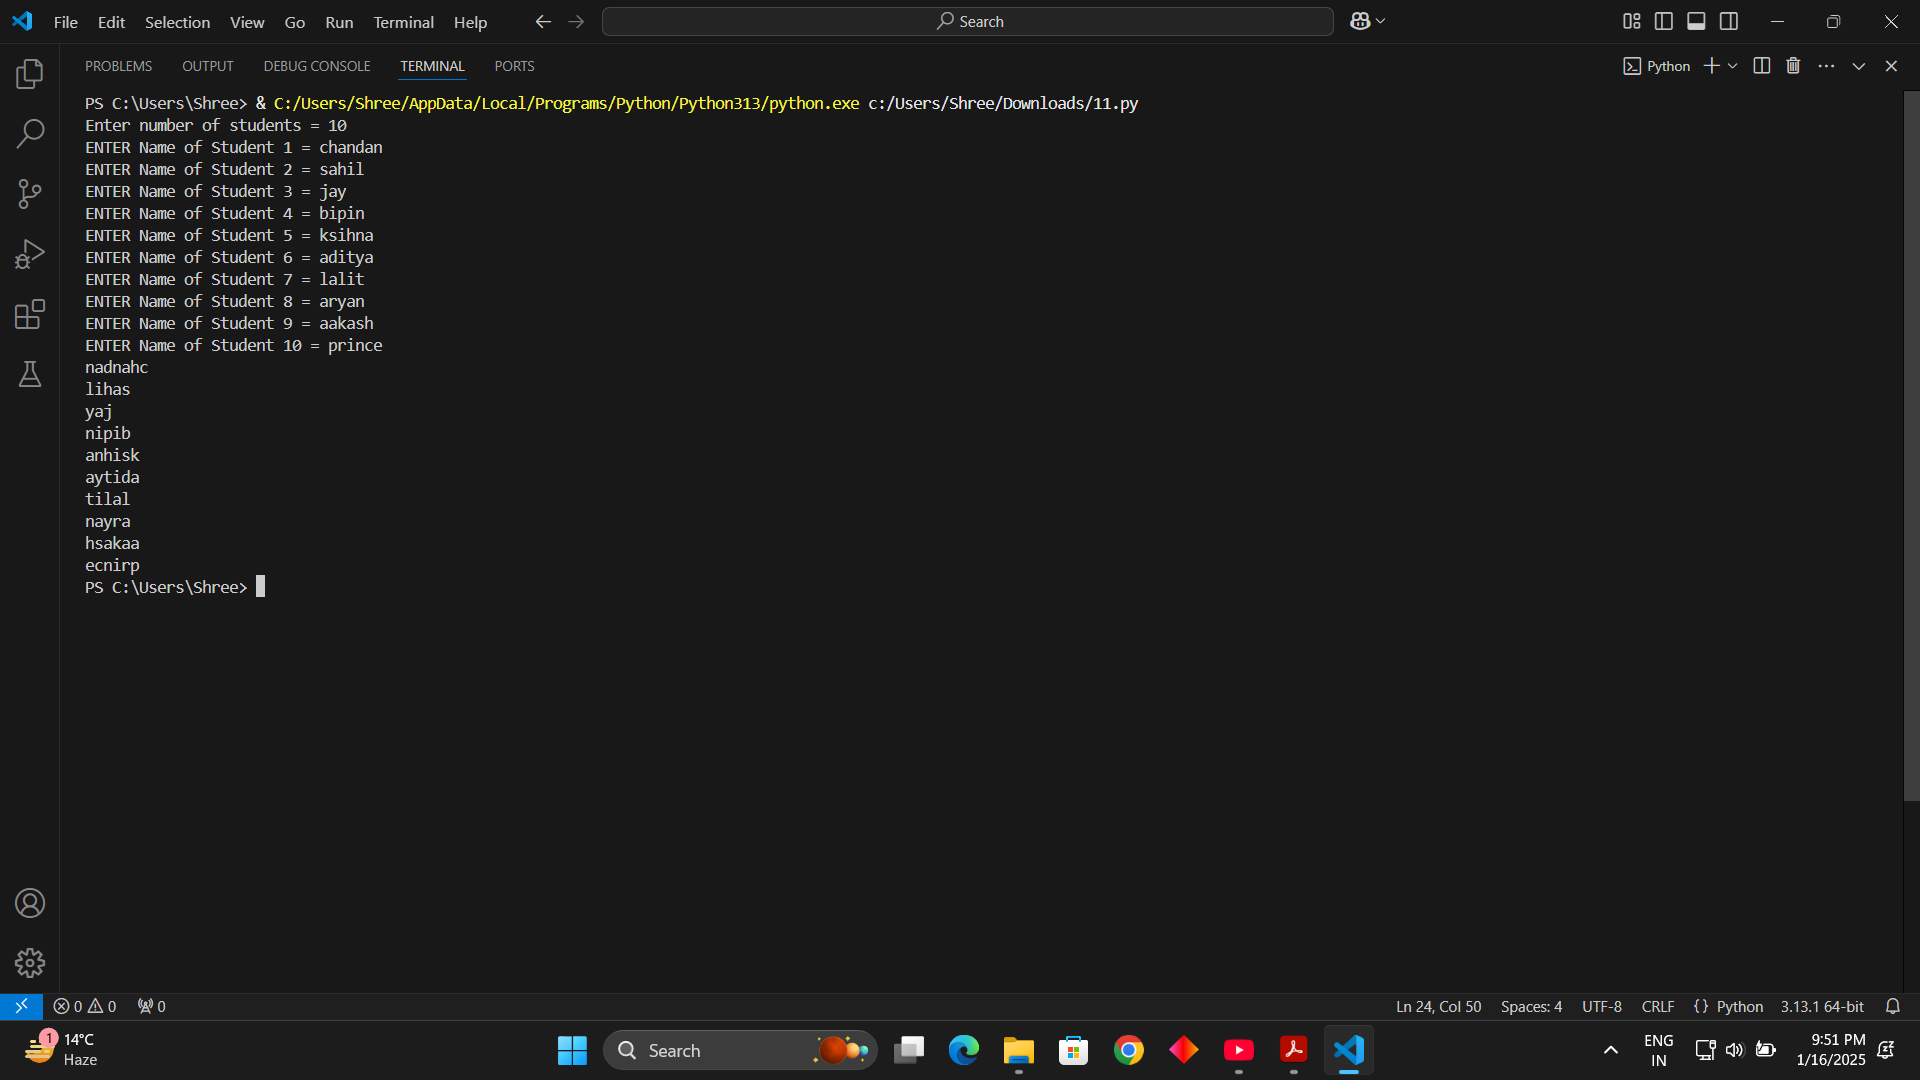 File Edit Selection View Go Run Terminal Help Search
PROBLEMS OUTPUT DEBUG CONSOLE TERMINAL PORTS Python
PS C:\Users\Shree> & C:/Users/Shree/AppData/Local/Programs/Python/Python313/python.exe c:/Users/Shree/Downloads/11.py
Enter number of students = 10
ENTER Name of Student 1 = chandan
ENTER Name of Student 2 = sahil
ENTER Name of Student 3 = jay
ENTER Name of Student 4 = bipin
ENTER Name of Student 5 = ksihna
ENTER Name of Student 6 = aditya
ENTER Name of Student 7 = lalit
ENTER Name of Student 8 = aryan
ENTER Name of Student 9 = aakash
ENTER Name of Student 10 = prince
nadnahc
lihas
yaj
nipib
anhisk
aytida
tilal
nayra
hsakaa
ecnirp
PS C:\Users\Shree>
0 0 0 Ln 24, Col 50 Spaces: 4 UTF-8 CRLF {} Python 3.13.1 64-bit
1 14°C Search ENG 9:51 PM
Haze IN 1/16/2025